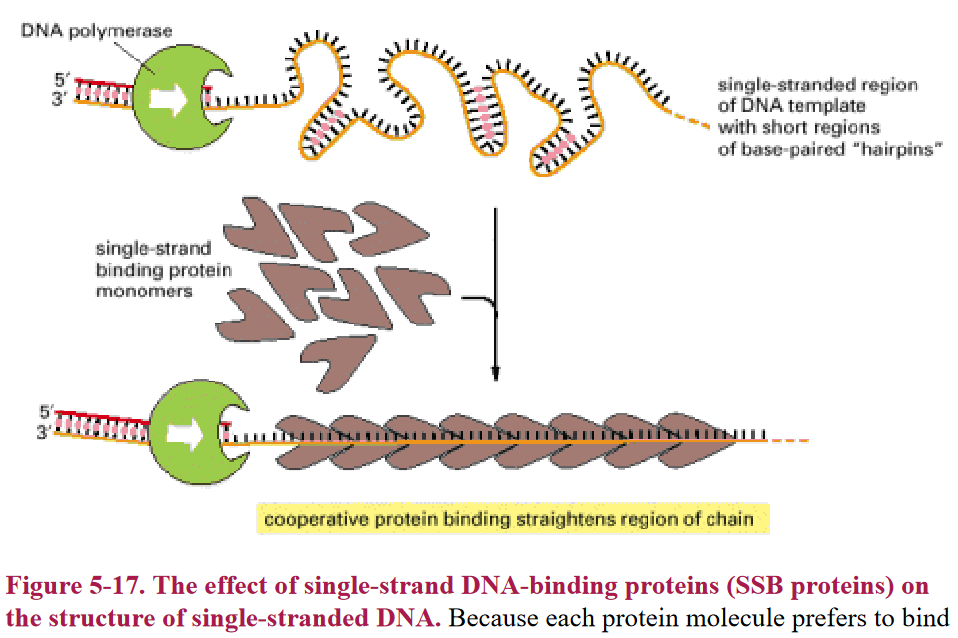 DNA polymerase
5′
3′
single-stranded region
of DNA template
with short regions
of base-paired “hairpins”
single-strand
binding protein
monomers
5′
3′
cooperative protein binding straightens region of chain
Figure 5-17. The effect of single-strand DNA-binding proteins (SSB proteins) on
the structure of single-stranded DNA. Because each protein molecule prefers to bind